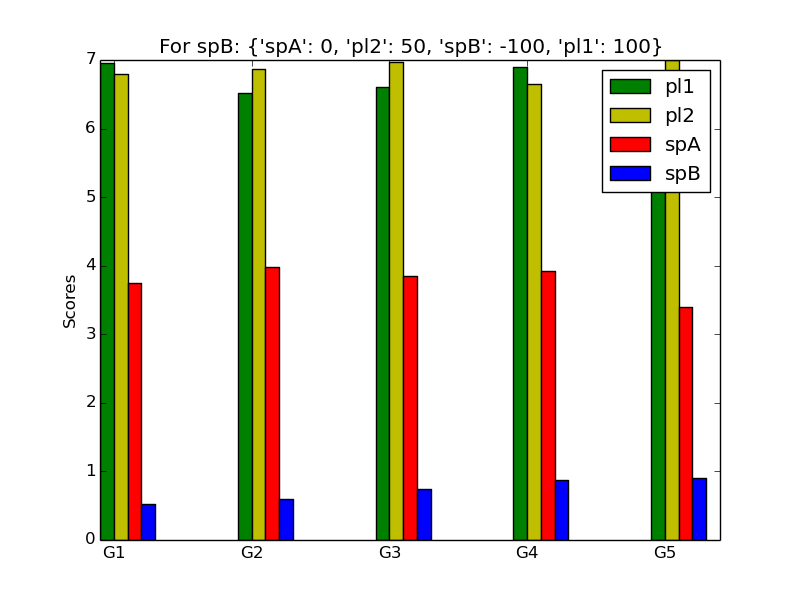 For spB: {'spA': 0, 'pl2': 50, 'spB': -100, 'pl1': 100}
7
6
5
4
3
2
1
0
Scores
pl1
pl2
spA
spB
G1 G2 G3 G4 G5